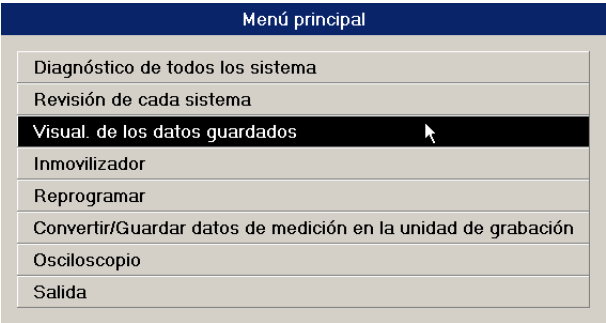 Menú principal
Diagnóstico de todos los sistema
Revisión de cada sistema
Visual. de los datos guardados
Inmovilizador
Reprogramar
Convertir/Guardar datos de medición en la unidad de grabación
Osciloscopio
Salida